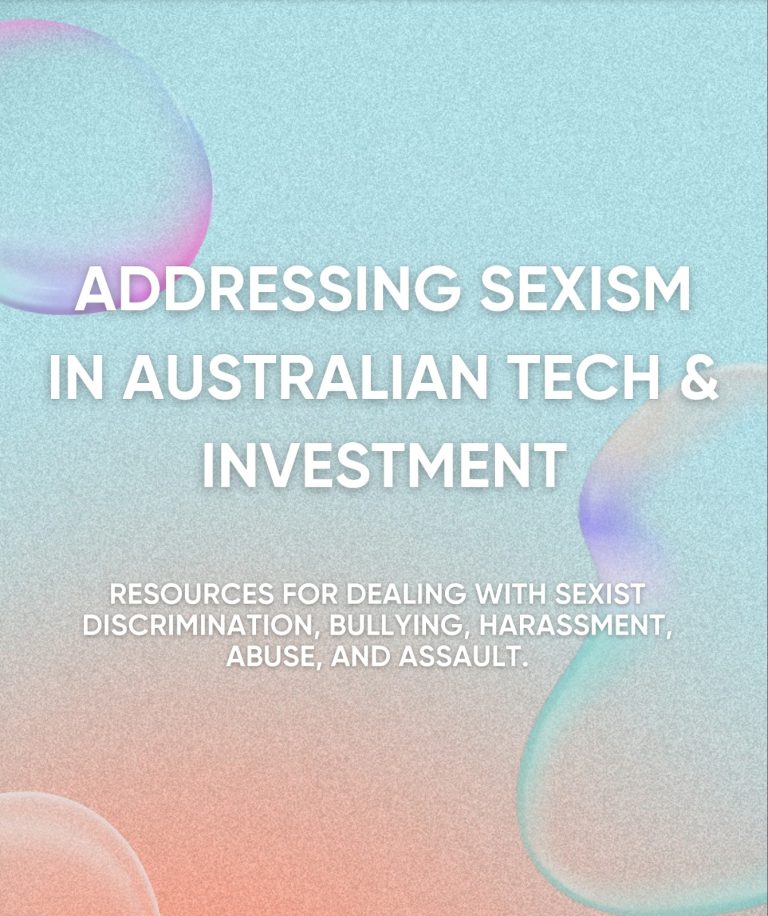 ADDRESSING SEXISM
IN AUSTRALIAN TECH &
INVESTMENT
RESOURCES FOR DEALING WITH SEXIST
DISCRIMINATION, BULLYING, HARASSMENT,
ABUSE, AND ASSAULT.